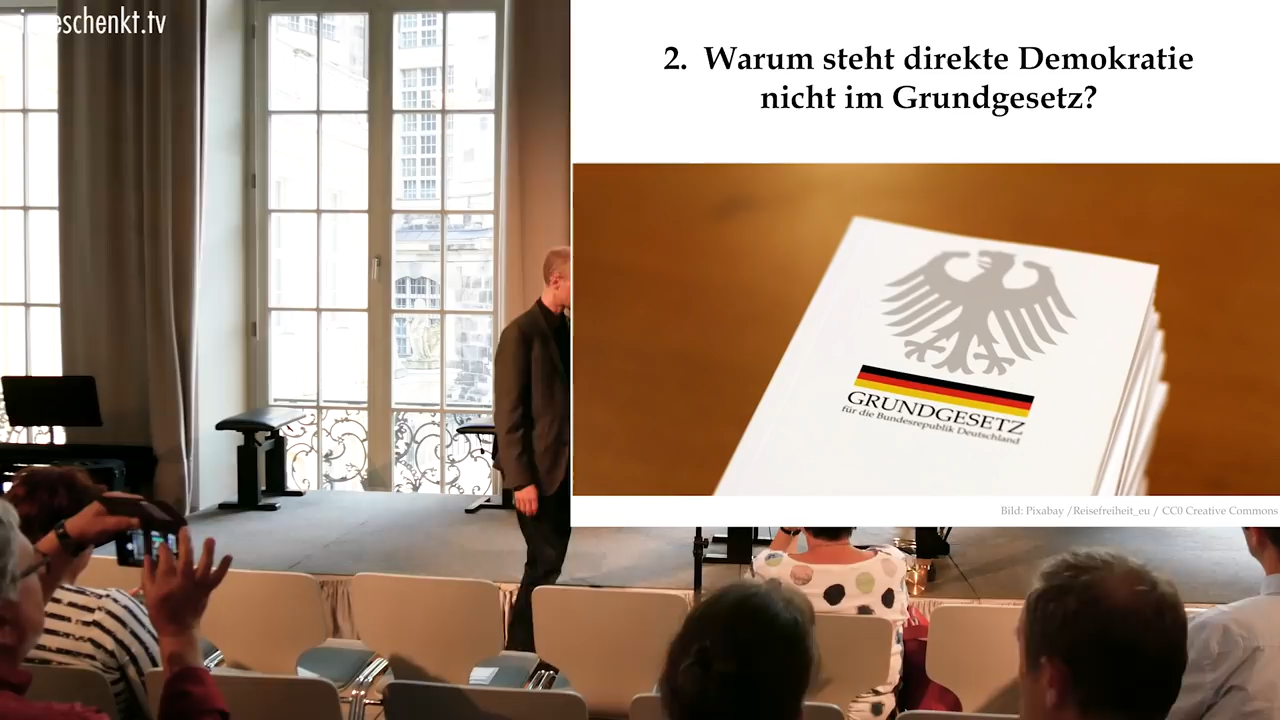 eschenkt.tv
2. Warum steht direkte Demokratie
nicht im Grundgesetz?
GRUNDGESETZ
für die Bundesrepublik Deutschland
Bild: Pixabay /Reisefreiheit_eu / CC0 Creative Commons